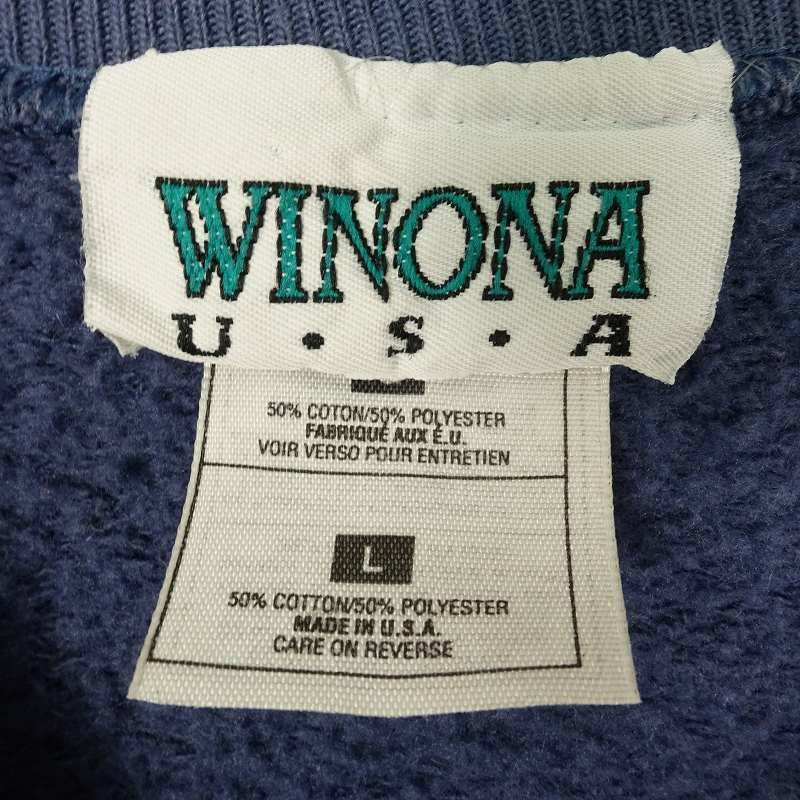 WINONA
U • S • A
50% COTON/50% POLYESTER
FABRIQUÉ AUX É.U.
VOIR VERSO POUR ENTRETIEN
L
50% COTTON/50% POLYESTER
MADE IN U.S.A.
CARE ON REVERSE